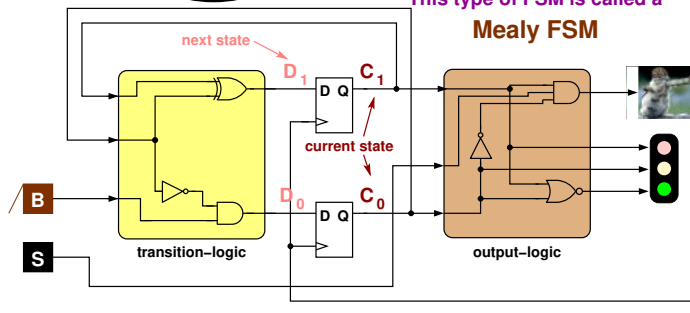 This type of FSM is called a
Mealy FSM
next state
D1
C1
D Q
current state
B
D0
C0
D Q
S
transition-logic
output-logic